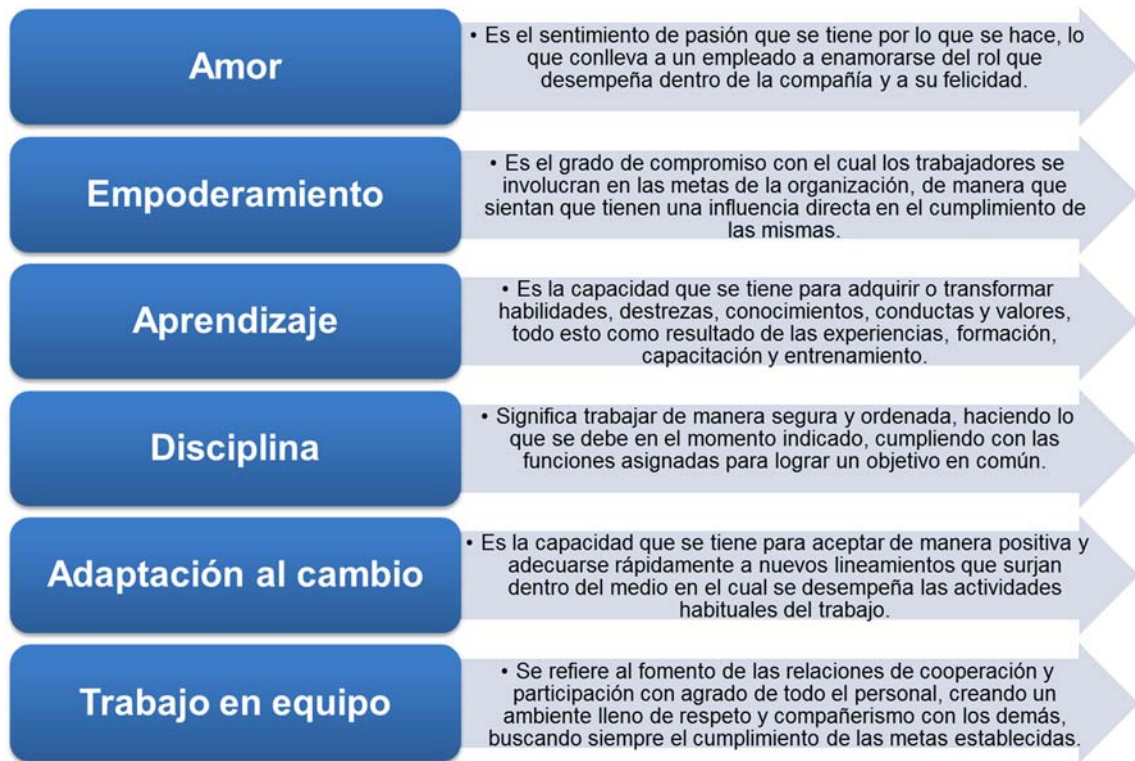 Amor
• Es el sentimiento de pasión que se tiene por lo que se hace, lo
que conlleva a un empleado a enamorarse del rol que
desempeña dentro de la compañía y a su felicidad.
Empoderamiento
• Es el grado de compromiso con el cual los trabajadores se
involucran en las metas de la organización, de manera que
sientan que tienen una influencia directa en el cumplimiento de
las mismas.
Aprendizaje
• Es la capacidad que se tiene para adquirir o transformar
habilidades, destrezas, conocimientos, conductas y valores,
todo esto como resultado de las experiencias, formación,
capacitación y entrenamiento.
Disciplina
• Significa trabajar de manera segura y ordenada, haciendo lo
que se debe en el momento indicado, cumpliendo con las
funciones asignadas para lograr un objetivo en común.
Adaptación al cambio
• Es la capacidad que se tiene para aceptar de manera positiva y
adecuarse rápidamente a nuevos lineamientos que surjan
dentro del medio en el cual se desempeña las actividades
habituales del trabajo.
Trabajo en equipo
• Se refiere al fomento de las relaciones de cooperación y
participación con agrado de todo el personal, creando un
ambiente lleno de respeto y compañerismo con los demás,
buscando siempre el cumplimiento de las metas establecidas.